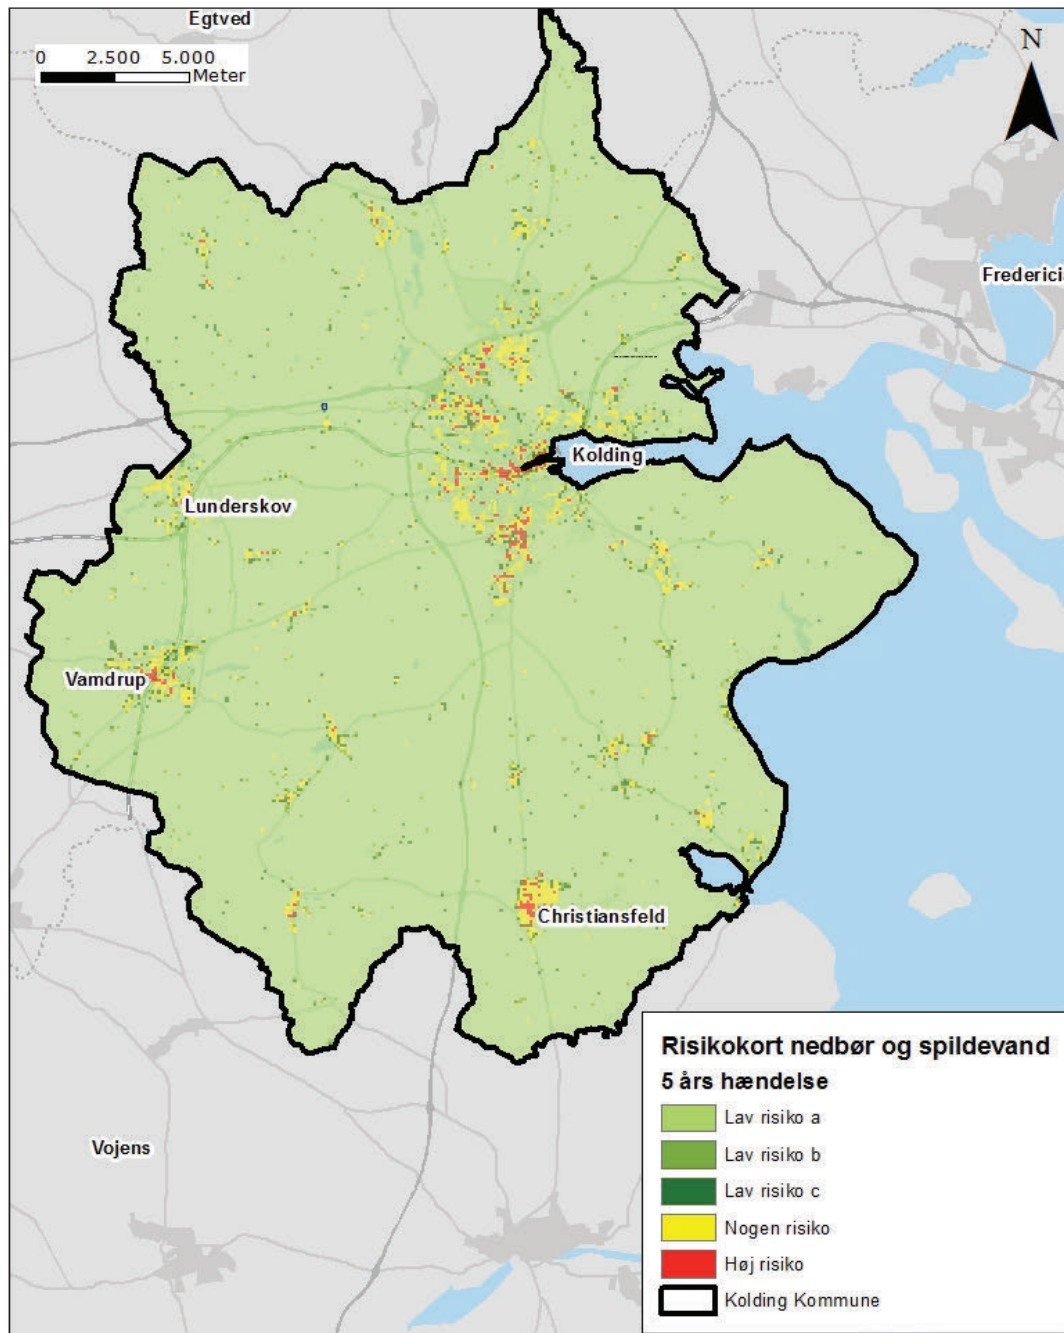 Egtved
0 2.500 5.000
Meter
N
Fredericia
Kolding
Lunderskov
Vamdrup
Christiansfeld
Vojens
Risikokort nedbør og spildevand
5 års hændelse
Lav risiko a
Lav risiko b
Lav risiko c
Nogen risiko
Høj risiko
Kolding Kommune